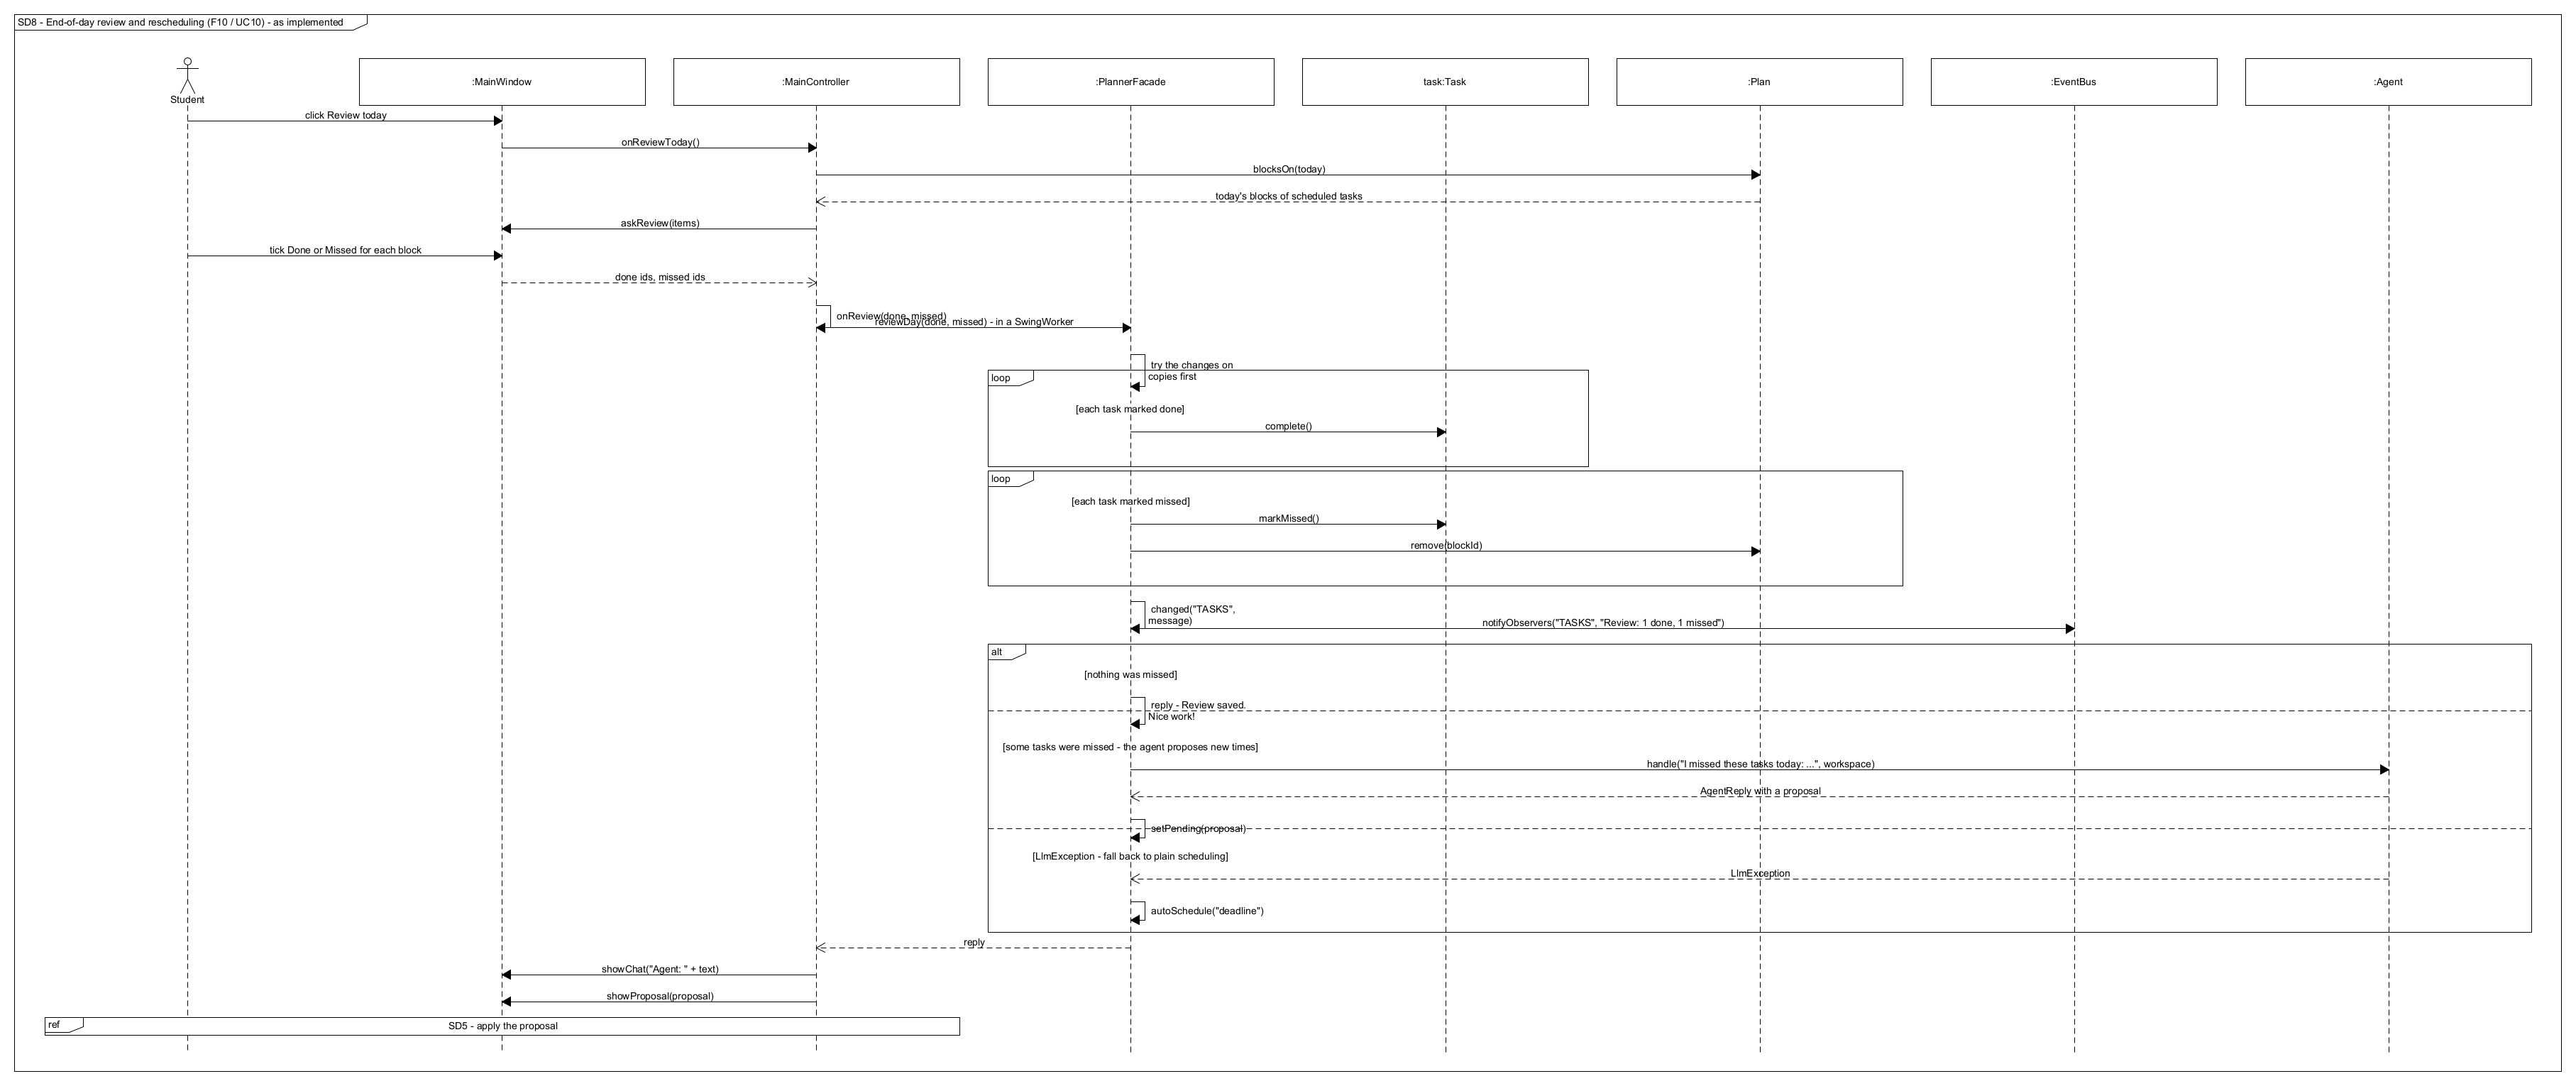 SD8 - End-of-day review and rescheduling (F10 / UC10) - as implemented
Student
:MainWindow
:MainController
:PlannerFacade
task:Task
:Plan
:EventBus
:Agent
click Review today
onReviewToday()
blocksOn(today)
today's blocks of scheduled tasks
askReview(items)
tick Done or Missed for each block
done ids, missed ids
onReview(done, missed)
reviewDay(done, missed) - in a SwingWorker
try the changes on
copies first
loop
[each task marked done]
complete()
loop
[each task marked missed]
markMissed()
remove(blockId)
changed("TASKS",
message)
notifyObservers("TASKS", "Review: 1 done, 1 missed")
alt
[nothing was missed]
reply - Review saved.
Nice work!
[some tasks were missed - the agent proposes new times]
handle("I missed these tasks today: ...", workspace)
AgentReply with a proposal
setPending(proposal)
[LlmException - fall back to plain scheduling]
LlmException
autoSchedule("deadline")
reply
showChat("Agent: " + text)
showProposal(proposal)
ref
SD5 - apply the proposal